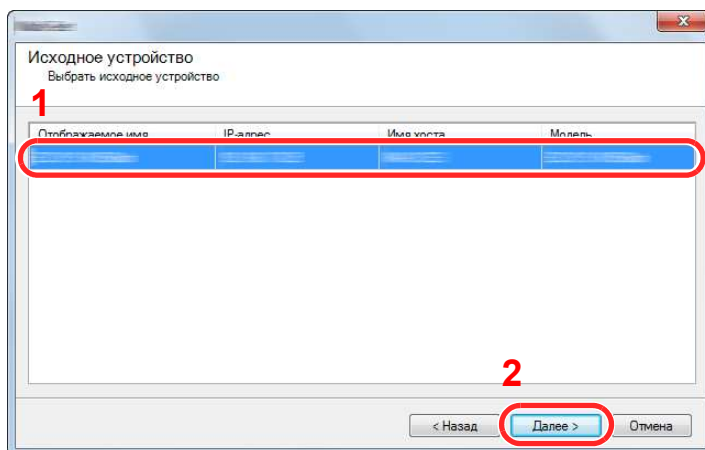 Исходное устройство
Выбрать исходное устройство
1
Отображаемое имя IP-адрес Имя хоста Модель
2
< Назад Далее > Отмена